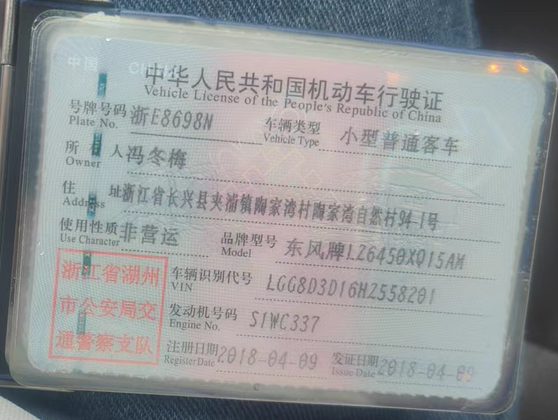 中国 CHINA
中华人民共和国机动车行驶证
Vehicle License of the People's Republic of China
号牌号码 浙E8698N 车辆类型 小型普通客车
Plate No. Vehicle Type
所有人 冯冬梅
Owner
住址 浙江省长兴县夹浦镇陶家湾村陶家湾自然村94-1号
Address
使用性质 非营运 品牌型号 东风牌LZ6450XQ15AM
Use Character Model
浙江省湖州
市公安局交
通警察支队
车辆识别代号 LGG8D3D16HZ558201
VIN
发动机号码 S1WC337
Engine No.
注册日期 2018-04-09 发证日期 2018-04-09
Register Date Issue Date